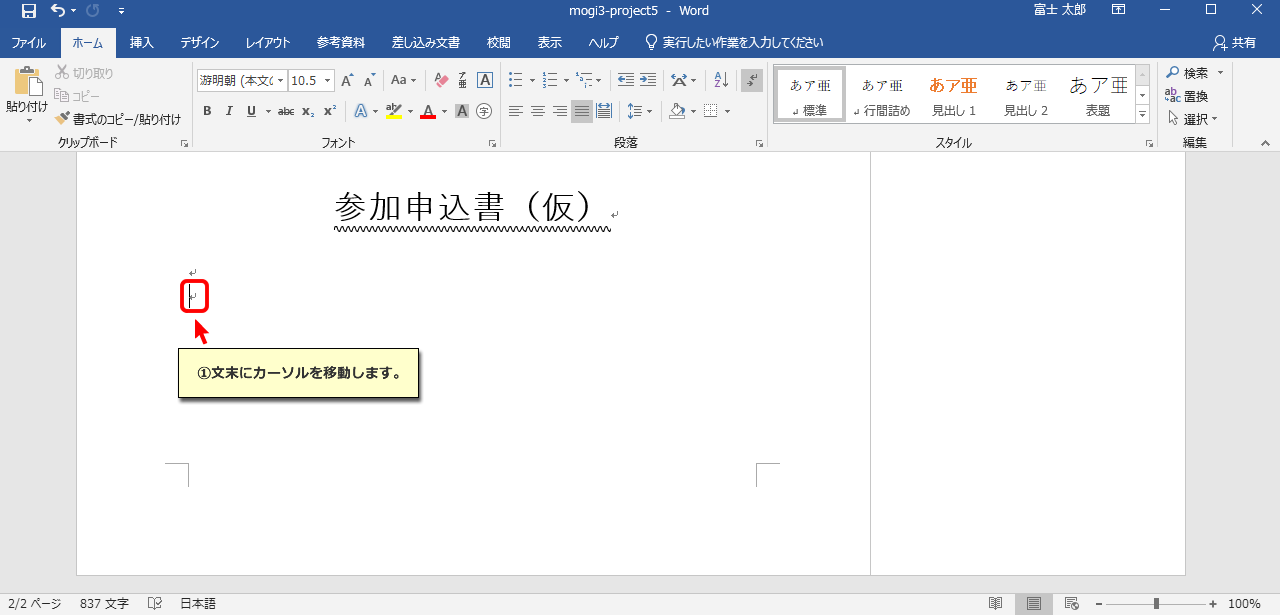 mogi3-project5 - Word
富士 太郎
ファイル ホーム 挿入 デザイン レイアウト 参考資料 差し込み文書 校閲 表示 ヘルプ 実行したい作業を入力してください 共有
貼り付け
切り取り
コピー
書式のコピー/貼り付け
クリップボード
游明朝 (本文の 10.5 A A Aa A
B I U abc x₂ x² A aby A A 字
フォント
段落
あア亜 あア亜 あア亜 あア亜 あア亜
標準 行間詰め 見出し 1 見出し 2 表題
スタイル
検索
置換
選択
編集
参加申込書（仮）
①文末にカーソルを移動します。
2/2 ページ 837 文字 日本語 100%